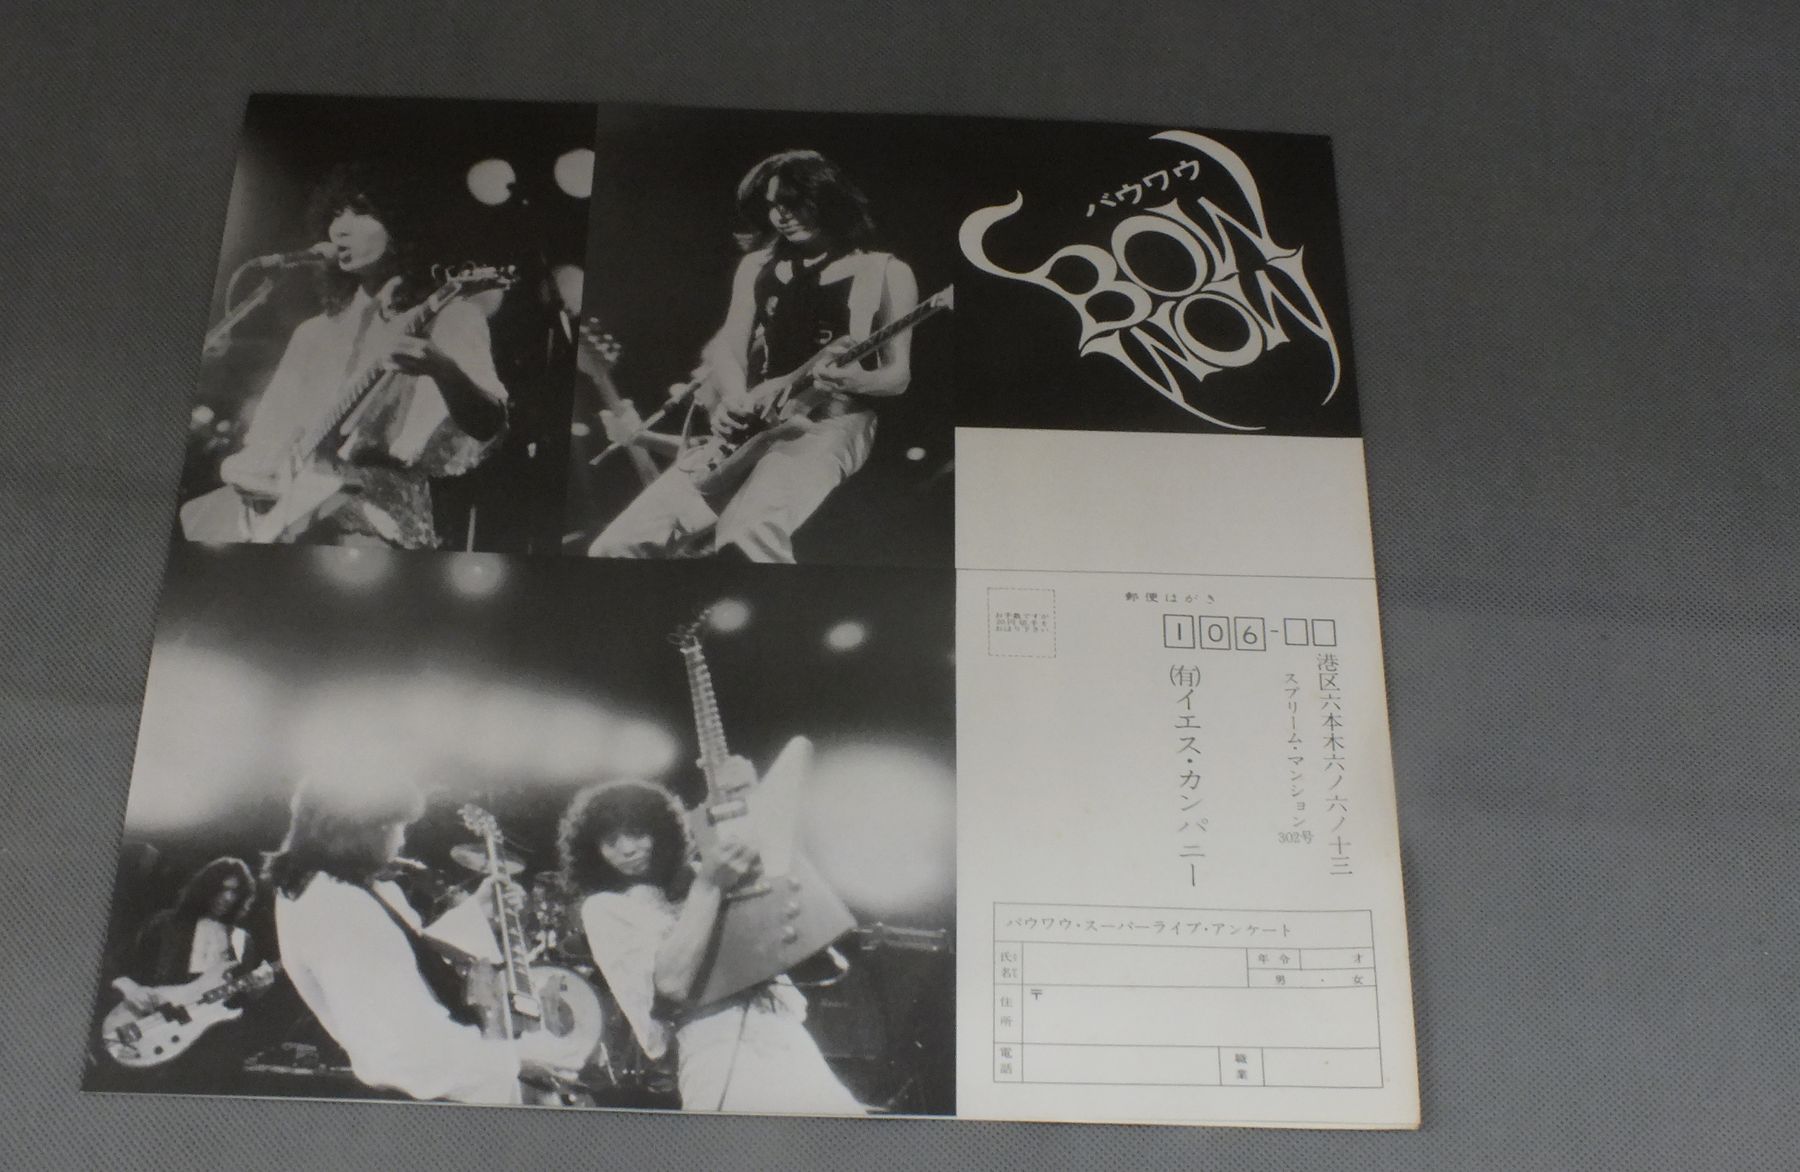 バウワウ
BOW
WOW
郵便はがき
お手数ですが
20円切手を
おはり下さい
106-
港区六本木六ノ六ノ十三
スプリーム・マンション
302号
(有)イエス・カンパニー
バウワウ・スーパーライブ・アンケート
氏名
年令 才
男 ・ 女
住所
〒
電話
職業